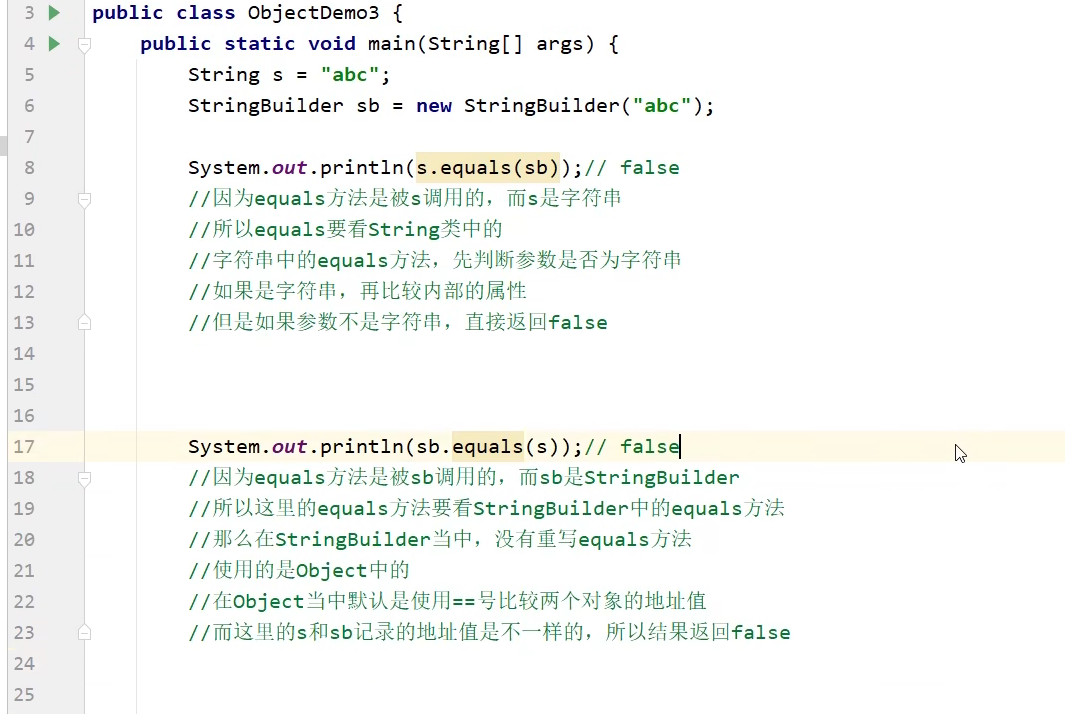 3 public class ObjectDemo3 {
4 public static void main(String[] args) {
5 String s = "abc";
6 StringBuilder sb = new StringBuilder("abc");
7
8 System.out.println(s.equals(sb));// false
9 //因为equals方法是被s调用的，而s是字符串
10 //所以equals要看String类中的
11 //字符串中的equals方法，先判断参数是否为字符串
12 //如果是字符串，再比较内部的属性
13 //但是如果参数不是字符串，直接返回false
14
15
16
17 System.out.println(sb.equals(s));// false
18 //因为equals方法是被sb调用的，而sb是StringBuilder
19 //所以这里的equals方法要看StringBuilder中的equals方法
20 //那么在StringBuilder当中，没有重写equals方法
21 //使用的是Object中的
22 //在Object当中默认是使用==号比较两个对象的地址值
23 //而这里的s和sb记录的地址值是不一样的，所以结果返回false
24
25